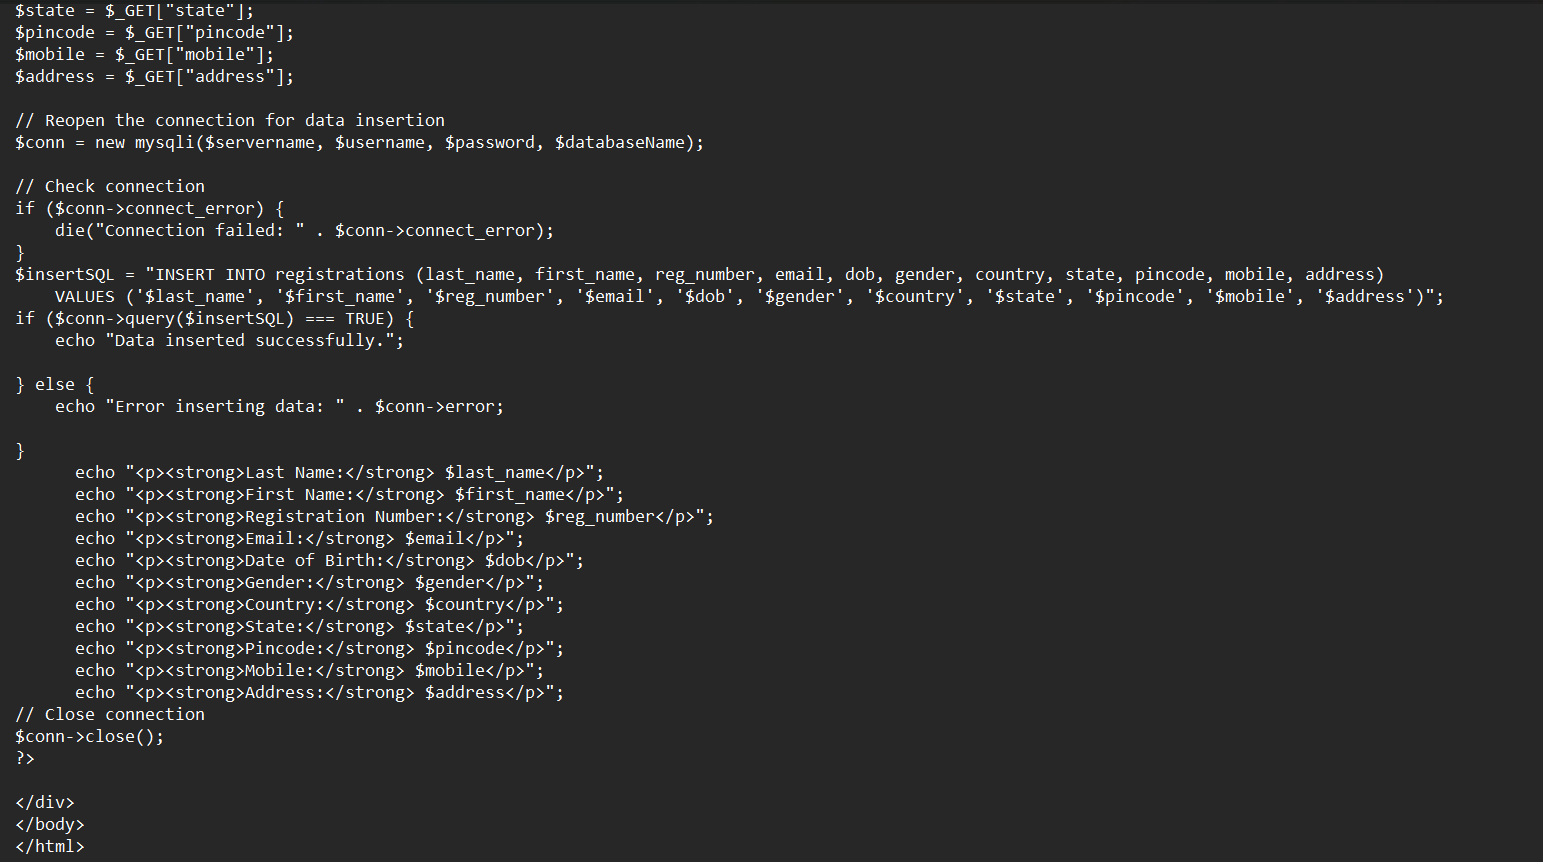 $state = $_GET["state"];
$pincode = $_GET["pincode"];
$mobile = $_GET["mobile"];
$address = $_GET["address"];
// Reopen the connection for data insertion
$conn = new mysqli($servername, $username, $password, $databaseName);
// Check connection
if ($conn->connect_error) {
    die("Connection failed: " . $conn->connect_error);
}
$insertSQL = "INSERT INTO registrations (last_name, first_name, reg_number, email, dob, gender, country, state, pincode, mobile, address)
    VALUES ('$last_name', '$first_name', '$reg_number', '$email', '$dob', '$gender', '$country', '$state', '$pincode', '$mobile', '$address')";
if ($conn->query($insertSQL) === TRUE) {
    echo "Data inserted successfully.";
} else {
    echo "Error inserting data: " . $conn->error;
}
      echo "<p><strong>Last Name:</strong> $last_name</p>";
      echo "<p><strong>First Name:</strong> $first_name</p>";
      echo "<p><strong>Registration Number:</strong> $reg_number</p>";
      echo "<p><strong>Email:</strong> $email</p>";
      echo "<p><strong>Date of Birth:</strong> $dob</p>";
      echo "<p><strong>Gender:</strong> $gender</p>";
      echo "<p><strong>Country:</strong> $country</p>";
      echo "<p><strong>State:</strong> $state</p>";
      echo "<p><strong>Pincode:</strong> $pincode</p>";
      echo "<p><strong>Mobile:</strong> $mobile</p>";
      echo "<p><strong>Address:</strong> $address</p>";
// Close connection
$conn->close();
?>
</div>
</body>
</html>